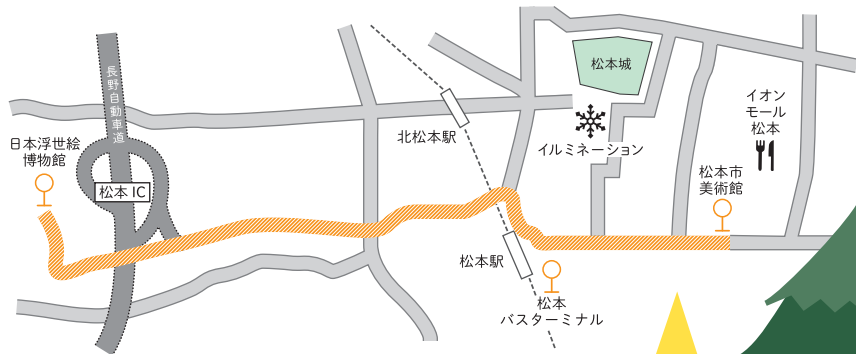 長野自動車道
松本城
イオン
モール
松本
北松本駅
日本浮世絵
博物館
イルミネーション
松本 IC
松本市
美術館
松本駅
松本
バスターミナル